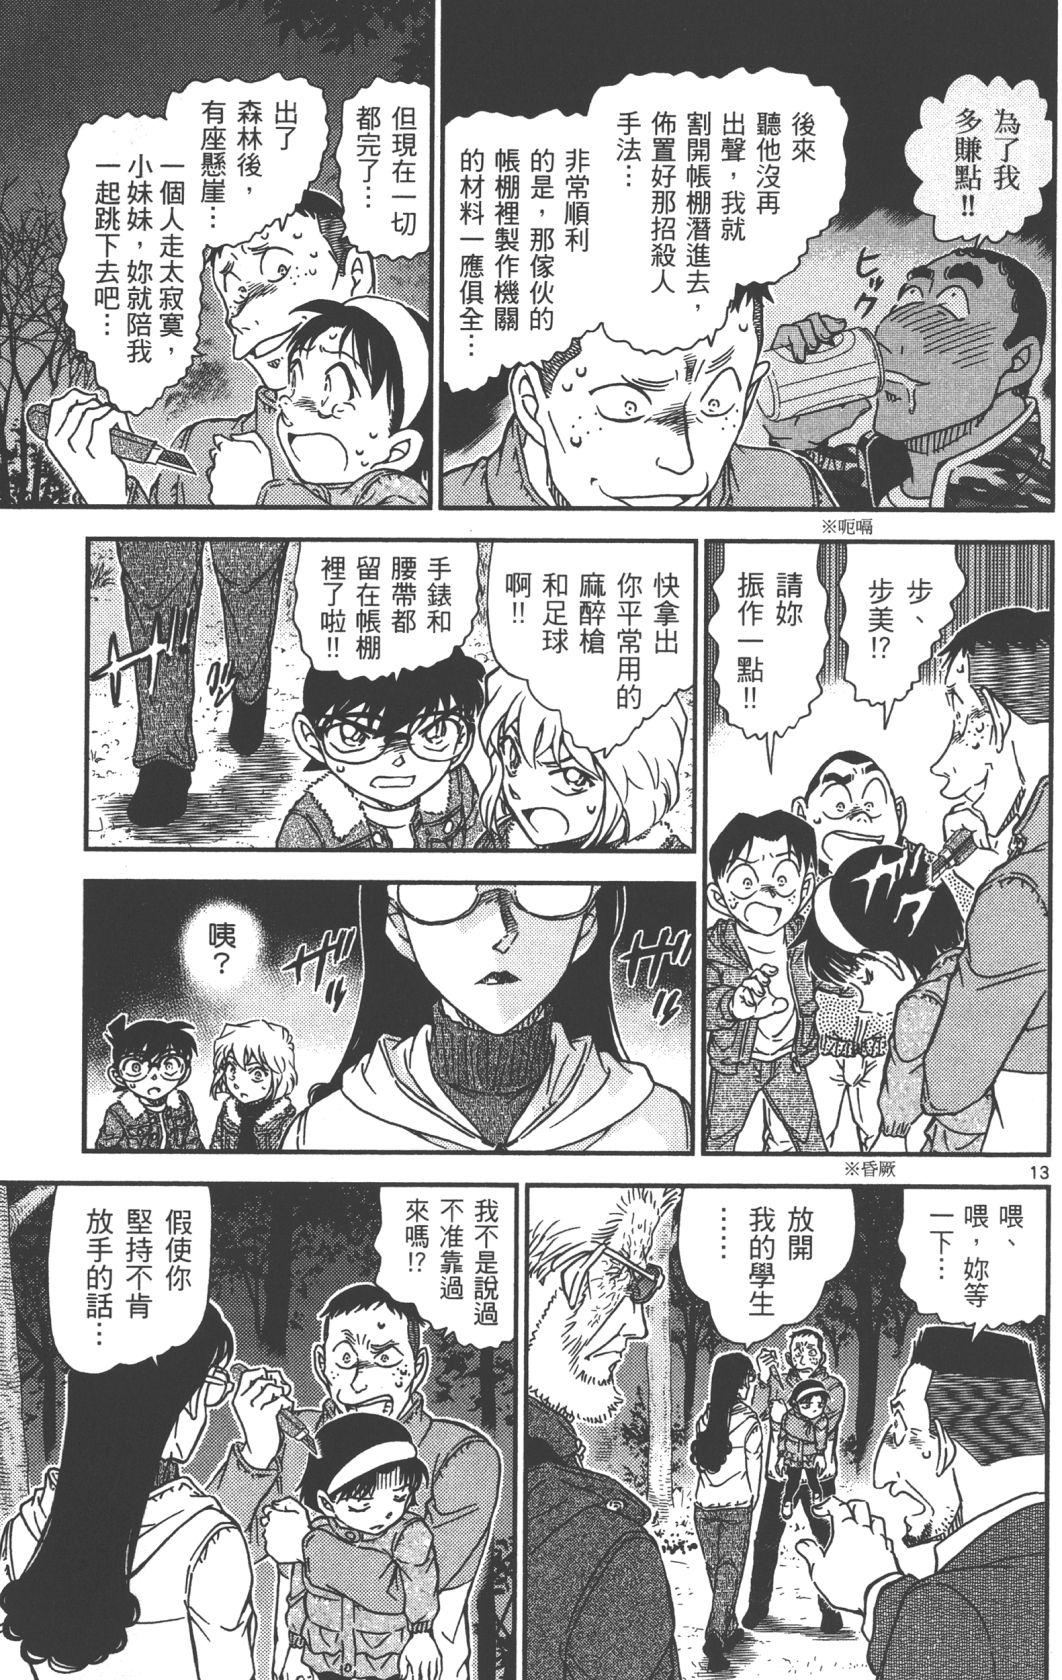 為了我
多賺點!!
後來
聽他沒再
出聲，我就
割開帳棚潛進去，
佈置好那招殺人
手法…
非常順利
的是，那傢伙的
帳棚裡製作機關
的材料一應俱全…
ビクッ
※呃嗝
但現在一切
都完了…
出了
森林後，
有座懸崖…
一個人走太寂寞，
小妹妹，妳就陪我
一起跳下去吧…
步、
步美!?
請妳
振作一點!!
※昏厥
快拿出
你平常用的
麻醉槍
和足球
啊!!
手錶和
腰帶都
留在帳棚
裡了啦!!
ザッ
ザッ
咦？
13
喂、
喂，妳等
一下…
放開
我的學生
……
我不是說過
不准靠過
來嗎!?
假使你
堅持不肯
放手的話…